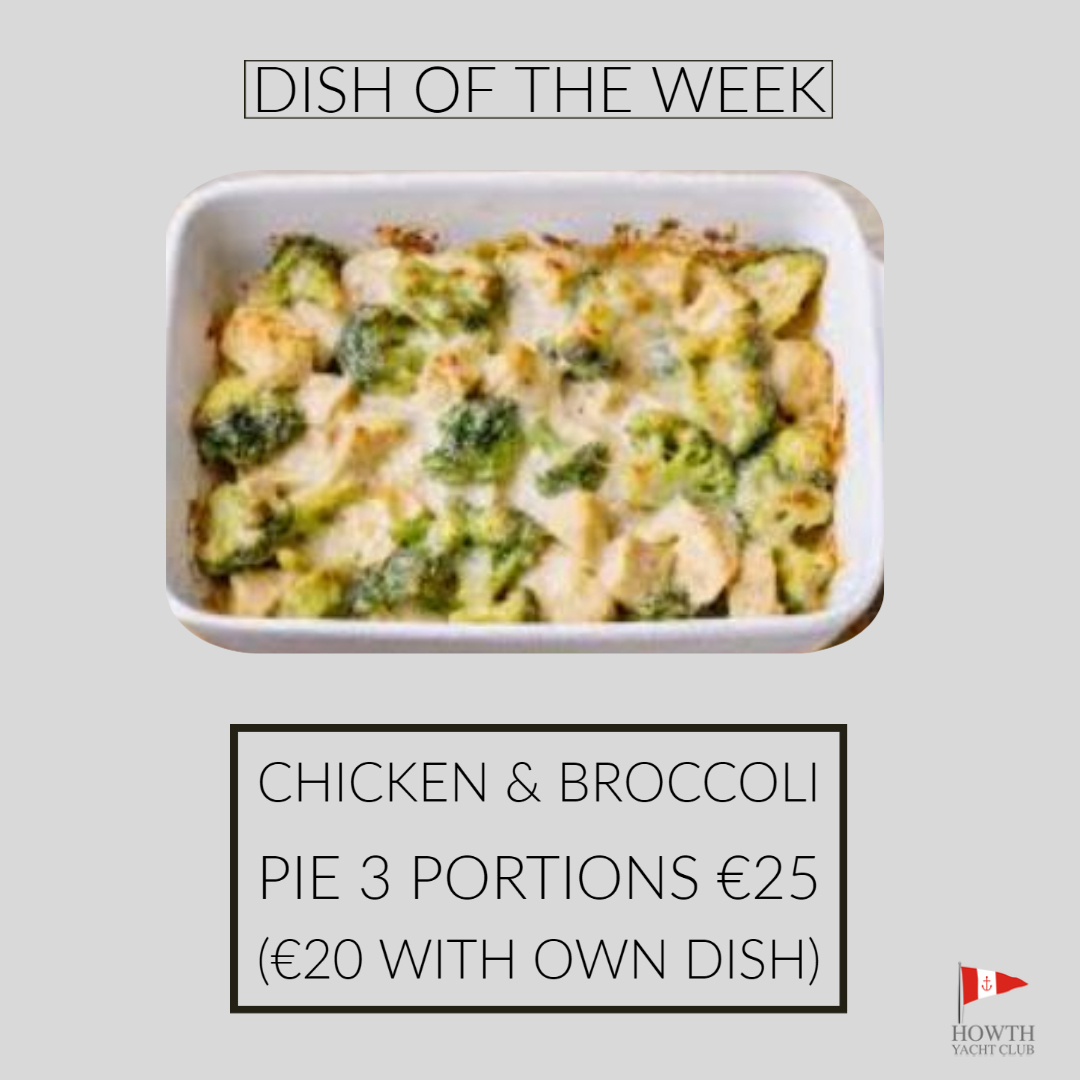 DISH OF THE WEEK
CHICKEN & BROCCOLI
PIE 3 PORTIONS €25
(€20 WITH OWN DISH)
HOWTH
YACHT CLUB